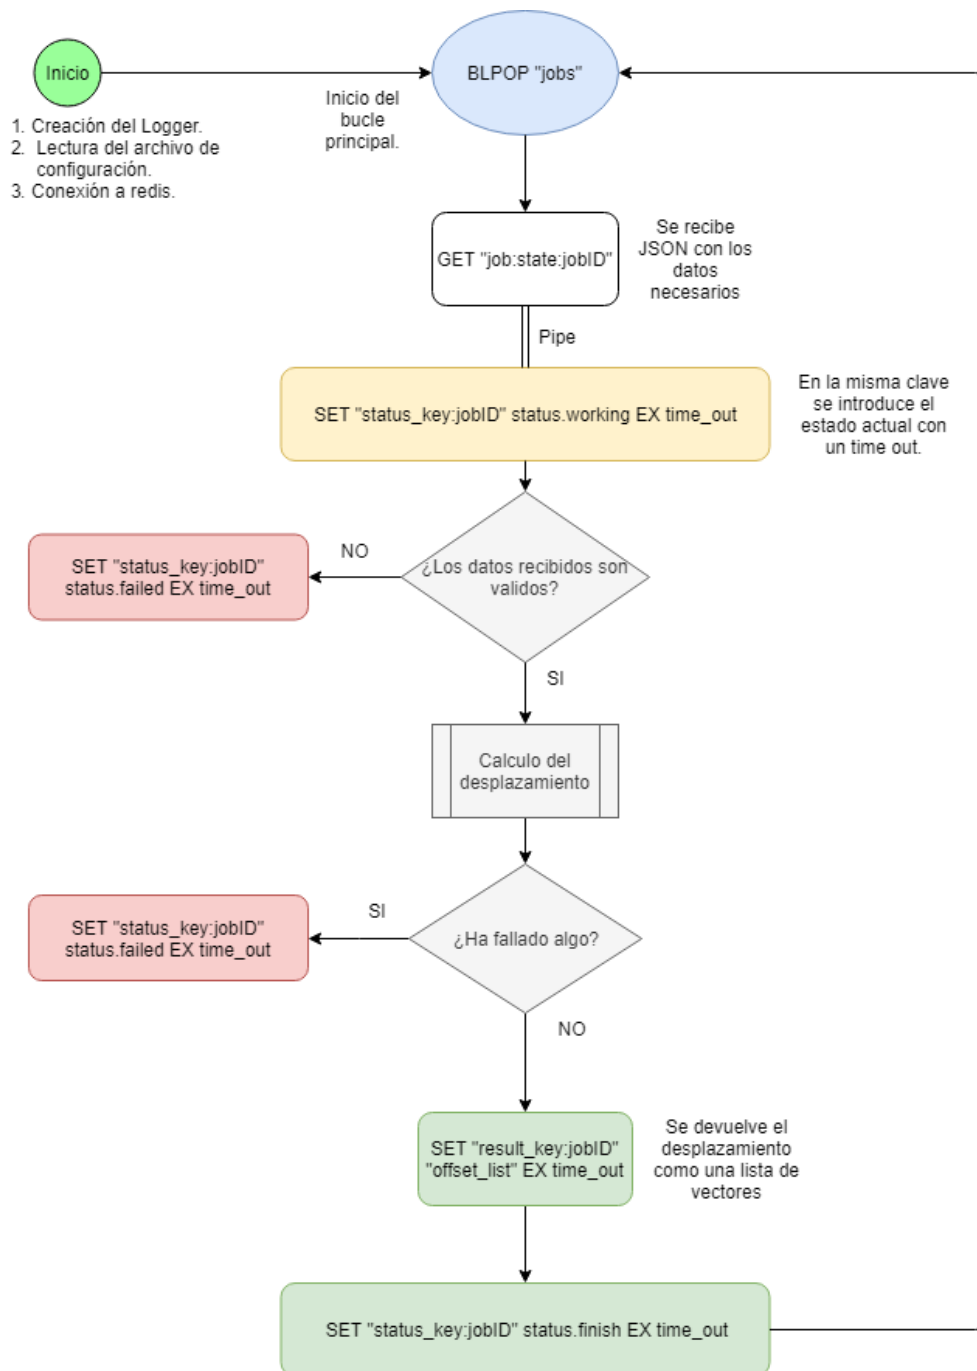 Inicio
BLPOP "jobs"
Inicio del
bucle
principal.
1. Creación del Logger.
2. Lectura del archivo de
configuración.
3. Conexión a redis.
GET "job:state:jobID"
Se recibe
JSON con los
datos
necesarios
Pipe
SET "status_key:jobID" status.working EX time_out
En la misma clave
se introduce el
estado actual con
un time out.
¿Los datos recibidos son
validos?
NO
SET "status_key:jobID"
status.failed EX time_out
SI
Calculo del
desplazamiento
¿Ha fallado algo?
SI
SET "status_key:jobID"
status.failed EX time_out
NO
SET "result_key:jobID"
"offset_list" EX time_out
Se devuelve el
desplazamiento
como una lista de
vectores
SET "status_key:jobID" status.finish EX time_out